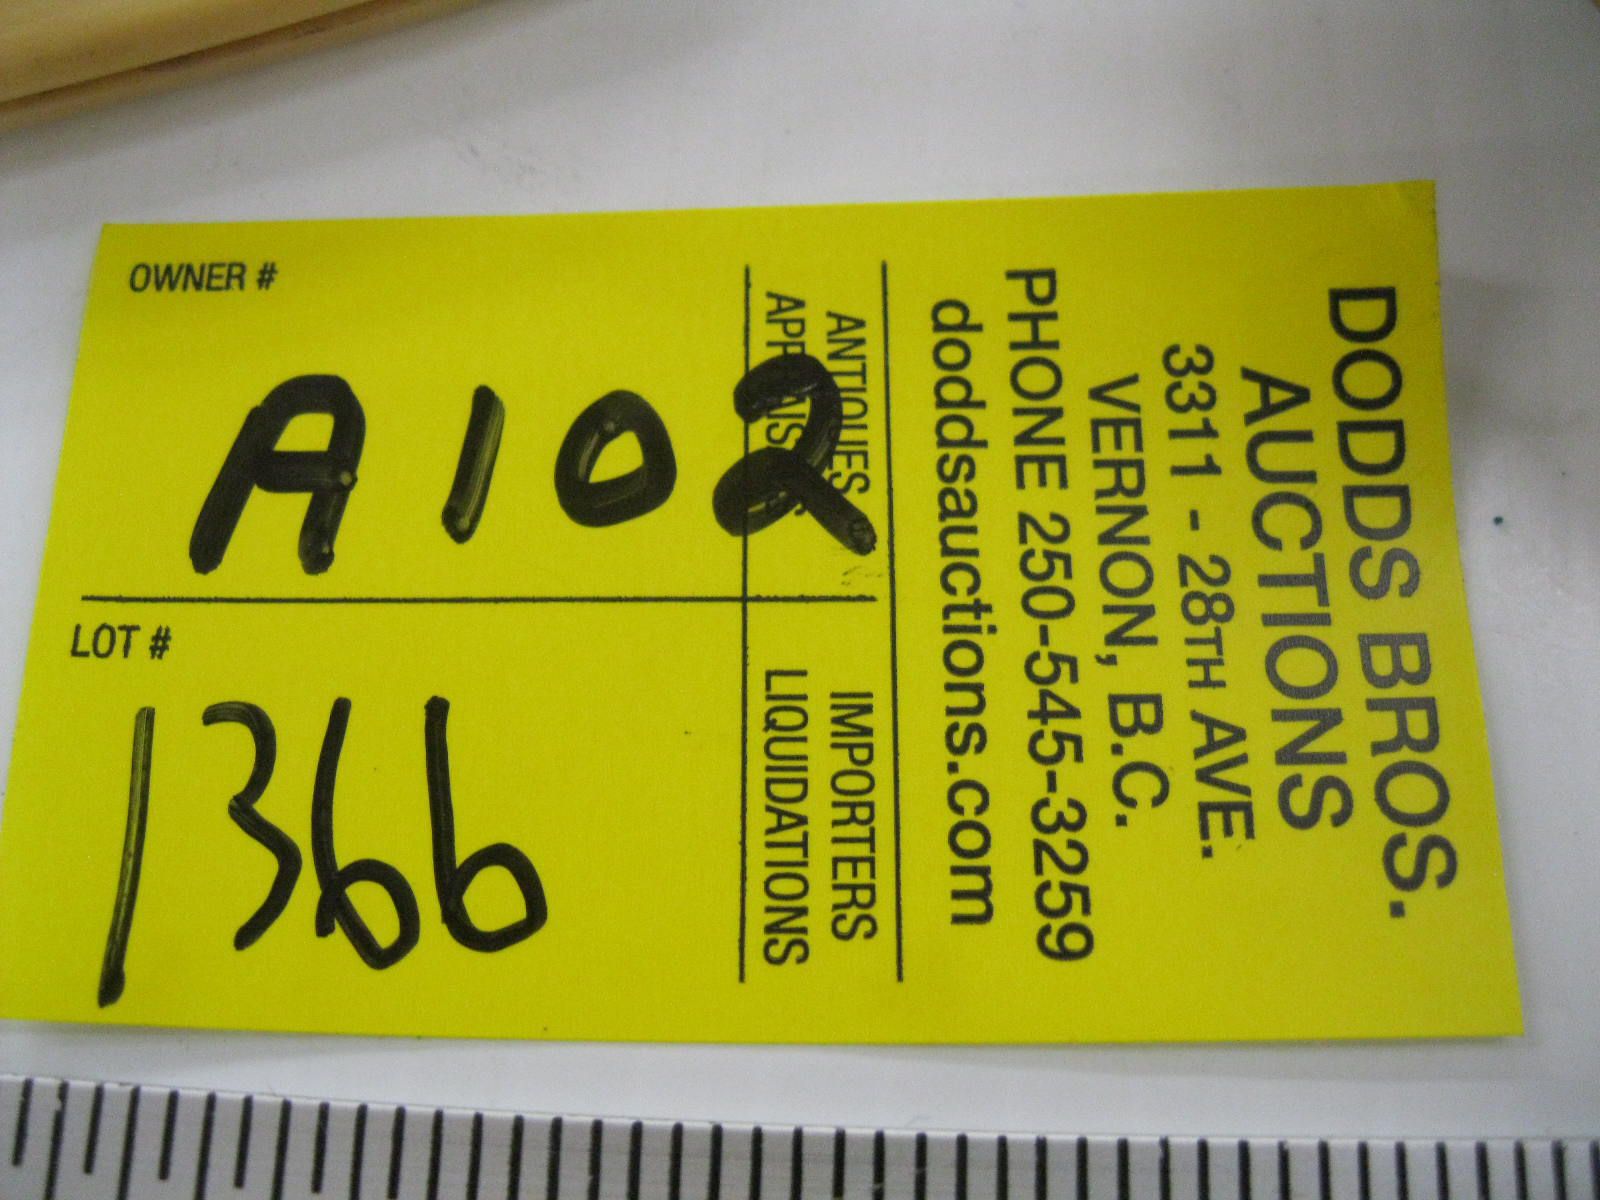 OWNER #
A102
LOT #
1366
DODDS BROS.
AUCTIONS
3311 - 28TH AVE.
VERNON, B.C.
PHONE 250-545-3259
doddsauctions.com
ANTIQUES IMPORTERS
APPRAISALS LIQUIDATIONS